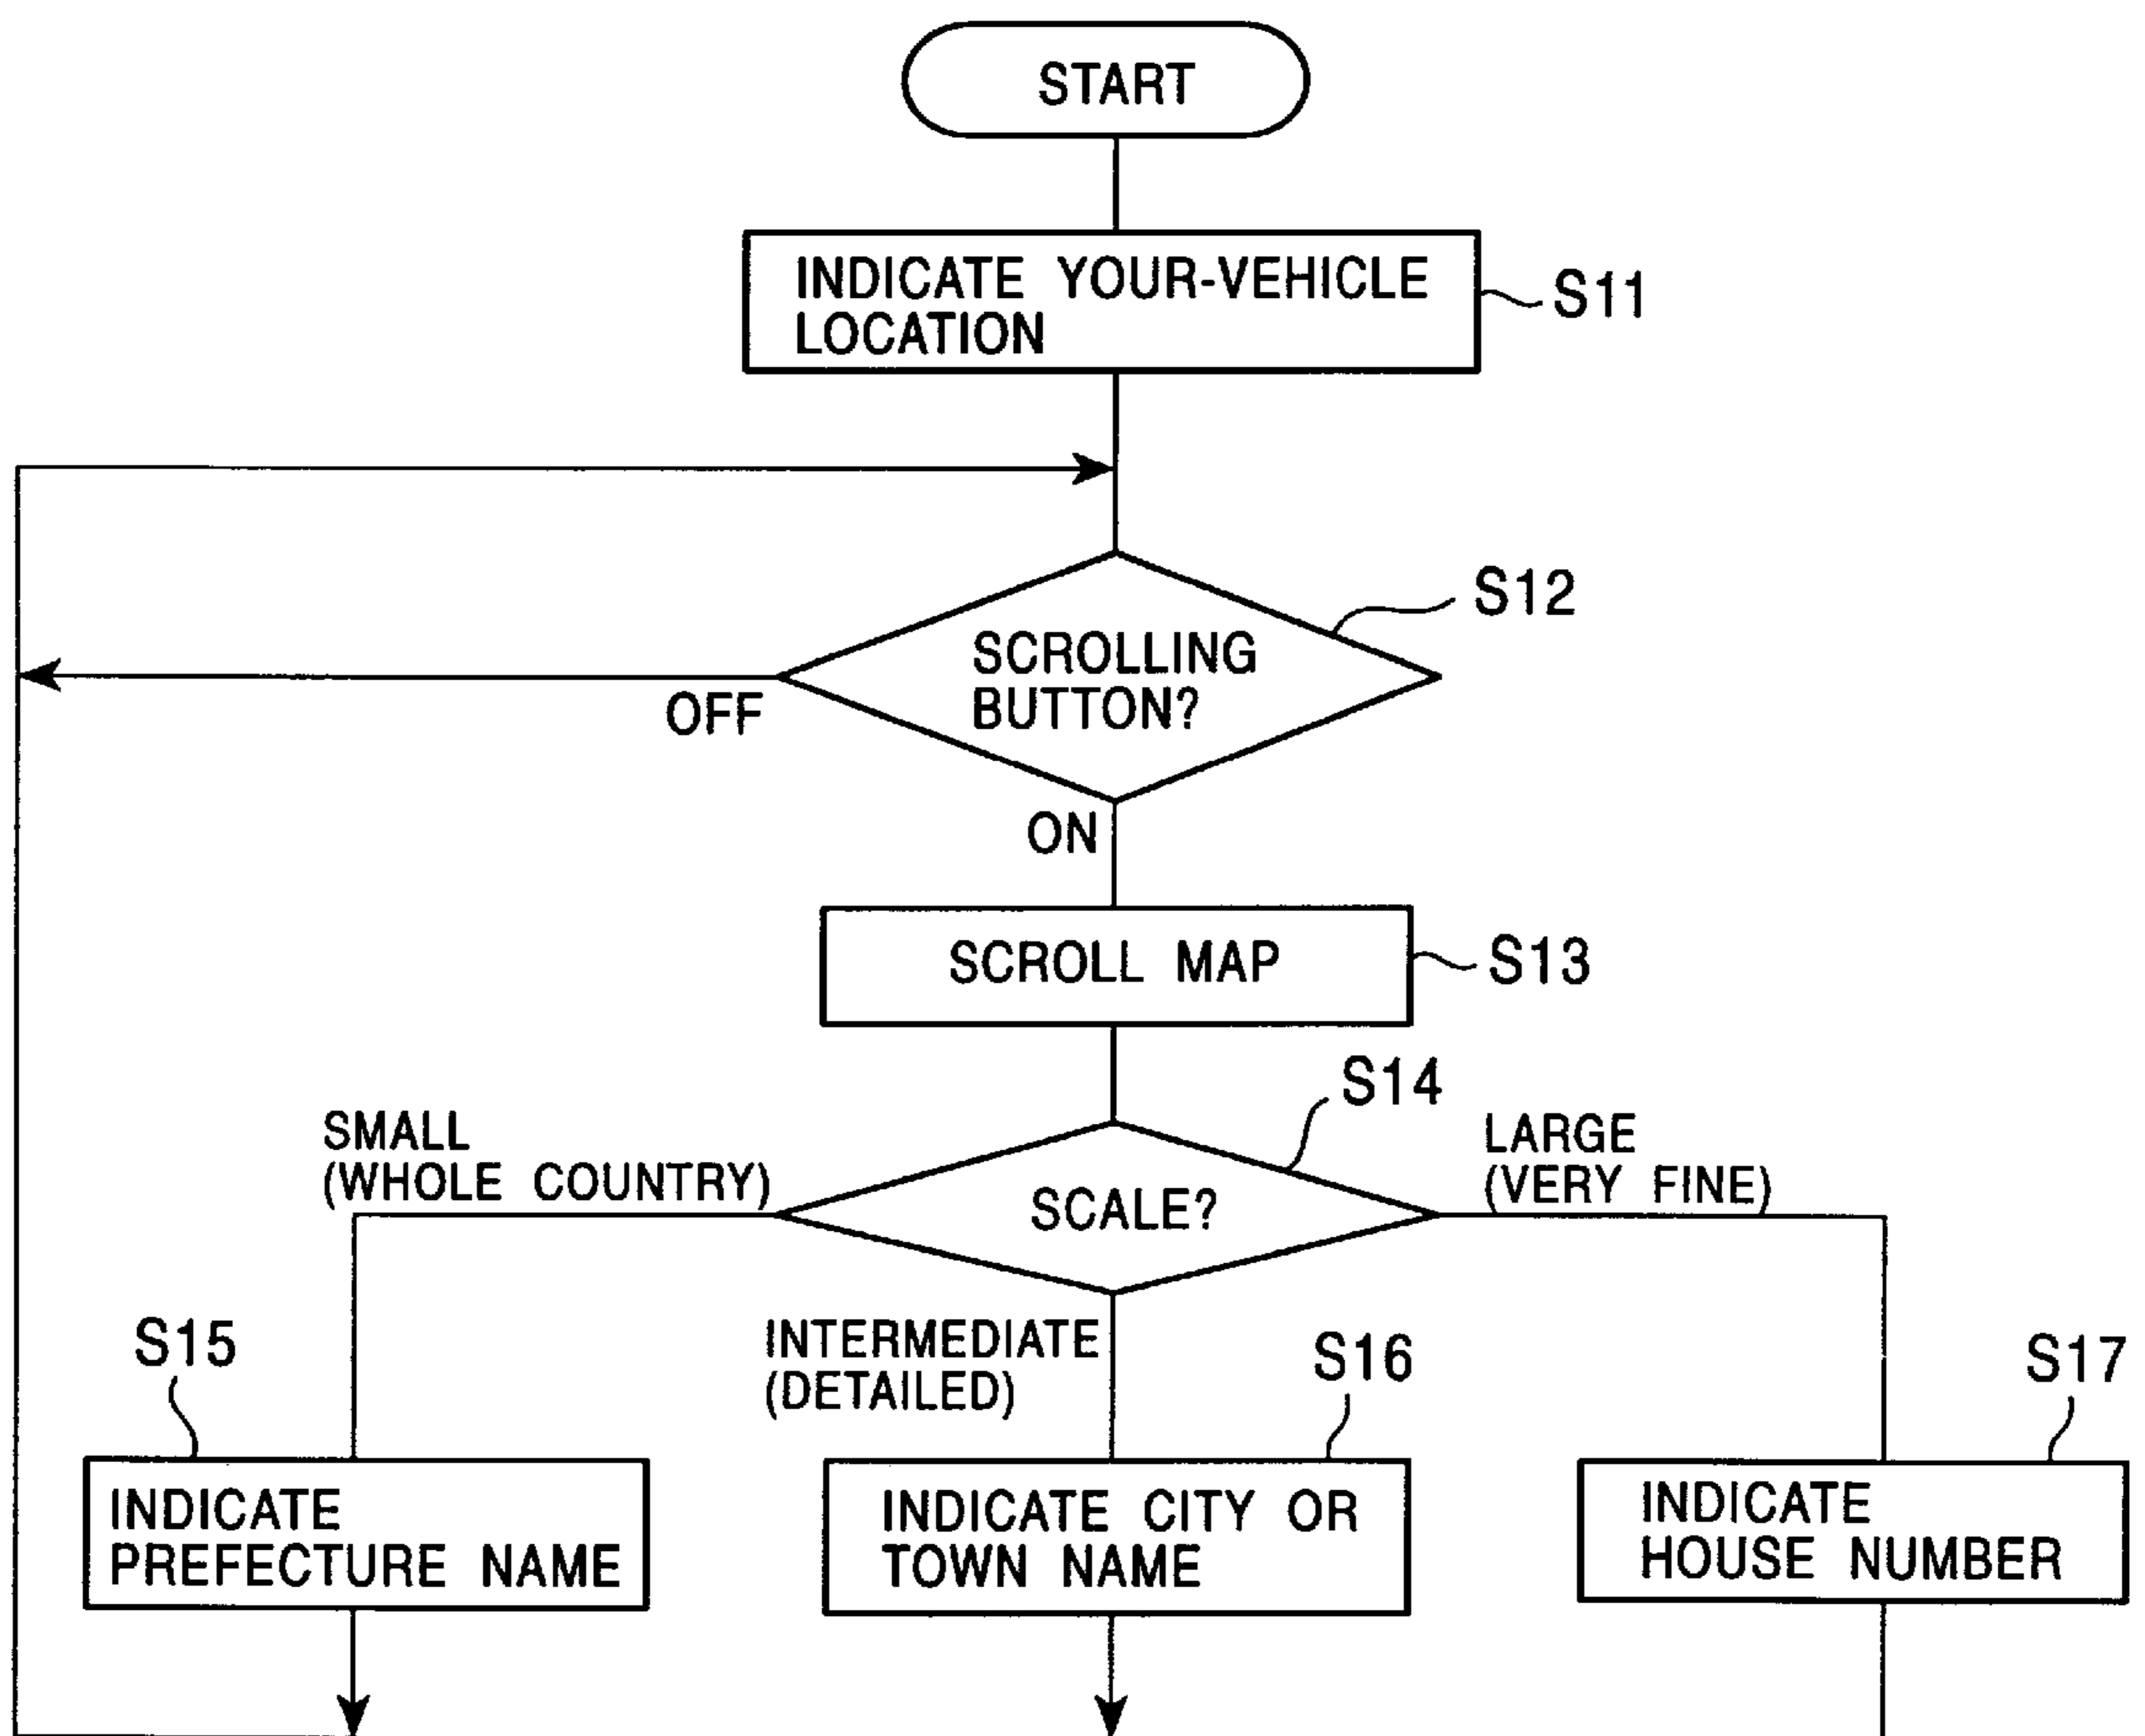 START
INDICATE YOUR-VEHICLE
LOCATION
S11
S12
SCROLLING
BUTTON?
OFF
ON
SCROLL MAP
S13
S14
SMALL
(WHOLE COUNTRY)
SCALE?
LARGE
(VERY FINE)
INTERMEDIATE
(DETAILED)
S15
S16
S17
INDICATE
PREFECTURE NAME
INDICATE CITY OR
TOWN NAME
INDICATE
HOUSE NUMBER